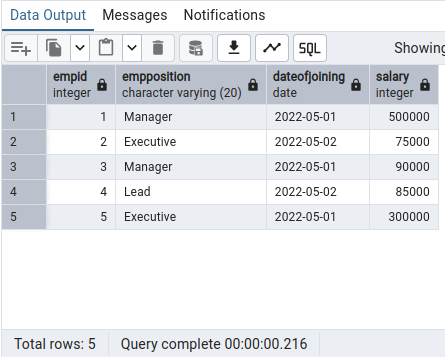 Data Output Messages Notifications
SQL Showing
empid empposition dateofjoining salary
integer character varying (20) date integer
1 1 Manager 2022-05-01 500000
2 2 Executive 2022-05-02 75000
3 3 Manager 2022-05-01 90000
4 4 Lead 2022-05-02 85000
5 5 Executive 2022-05-01 300000
Total rows: 5 Query complete 00:00:00.216